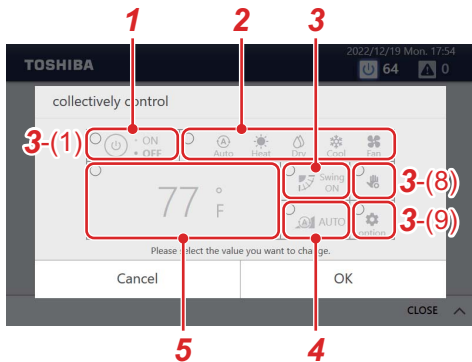 1 2 3
2022/12/19 Mon. 17:54
TOSHIBA 64 0
collectively control
3-(1) • ON
• OFF
A Auto Heat Dry Cool Fan
Swing
ON
3-(8)
77 °F
A AUTO
option
3-(9)
Please select the value you want to change.
Cancel OK
CLOSE
5 4